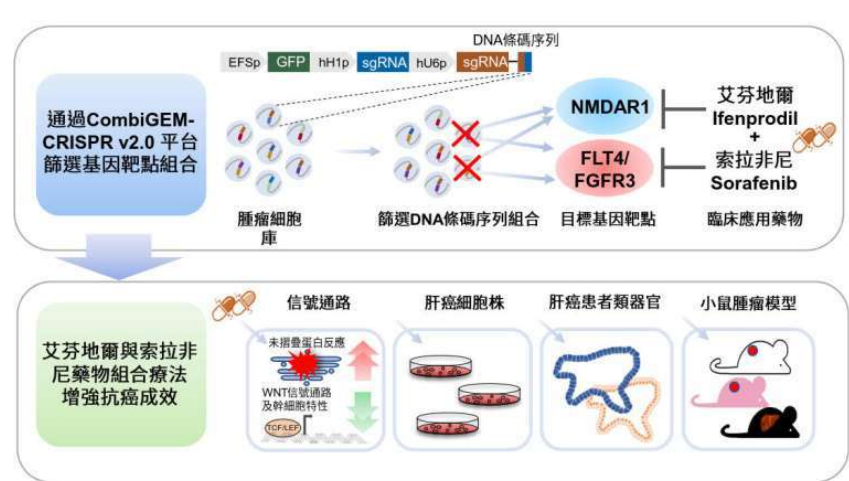 DNA條碼序列
EFSp GFP hH1p sgRNA hU6p sgRNA
通過CombiGEM-
CRISPR v2.0 平台
篩選基因靶點組合
腫瘤細胞
庫
篩選DNA條碼序列組合
NMDAR1
FLT4/
FGFR3
目標基因靶點
艾芬地爾
Ifenprodil
+
索拉非尼
Sorafenib
臨床應用藥物
艾芬地爾與索拉非
尼藥物組合療法
增強抗癌成效
信號通路
未摺疊蛋白反應
WNT信號通路
及幹細胞特性
TCF/LEF
肝癌細胞株
肝癌患者類器官
小鼠腫瘤模型